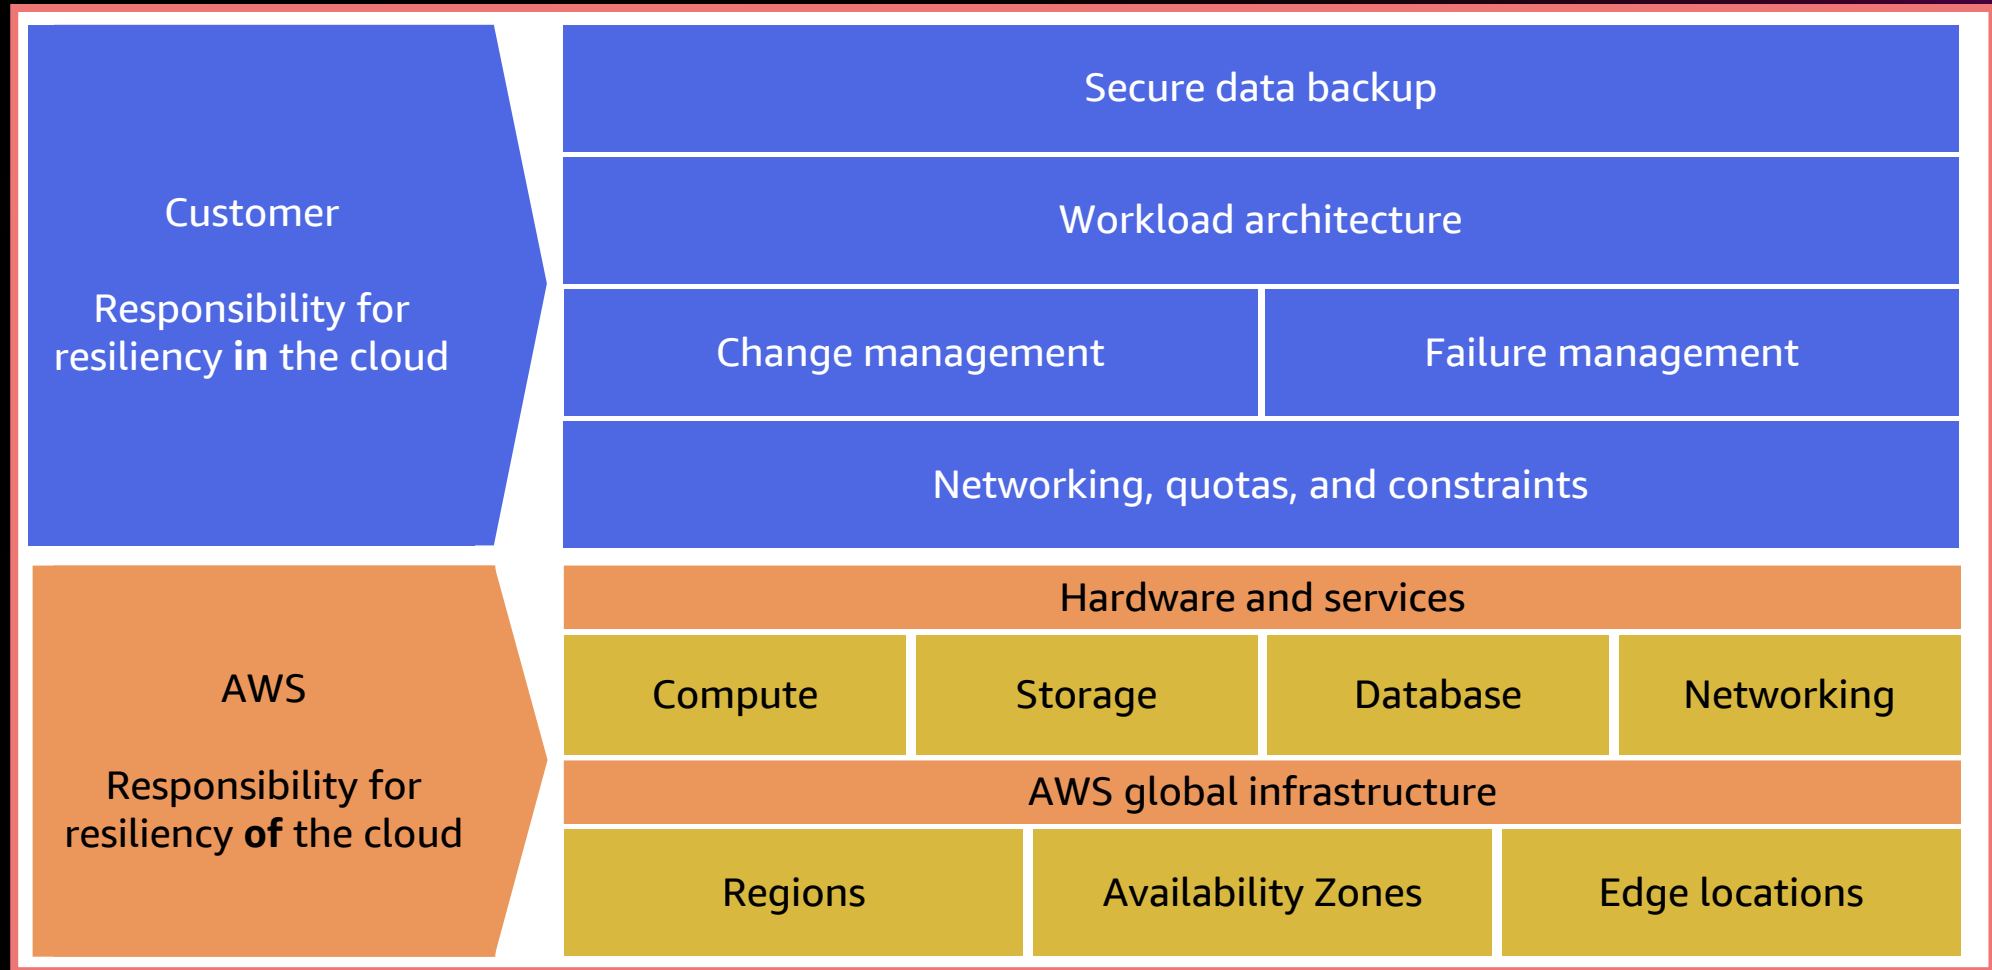 Customer
Responsibility for
resiliency in the cloud
Secure data backup
Workload architecture
Change management
Failure management
Networking, quotas, and constraints
AWS
Responsibility for
resiliency of the cloud
Hardware and services
Compute
Storage
Database
Networking
AWS global infrastructure
Regions
Availability Zones
Edge locations